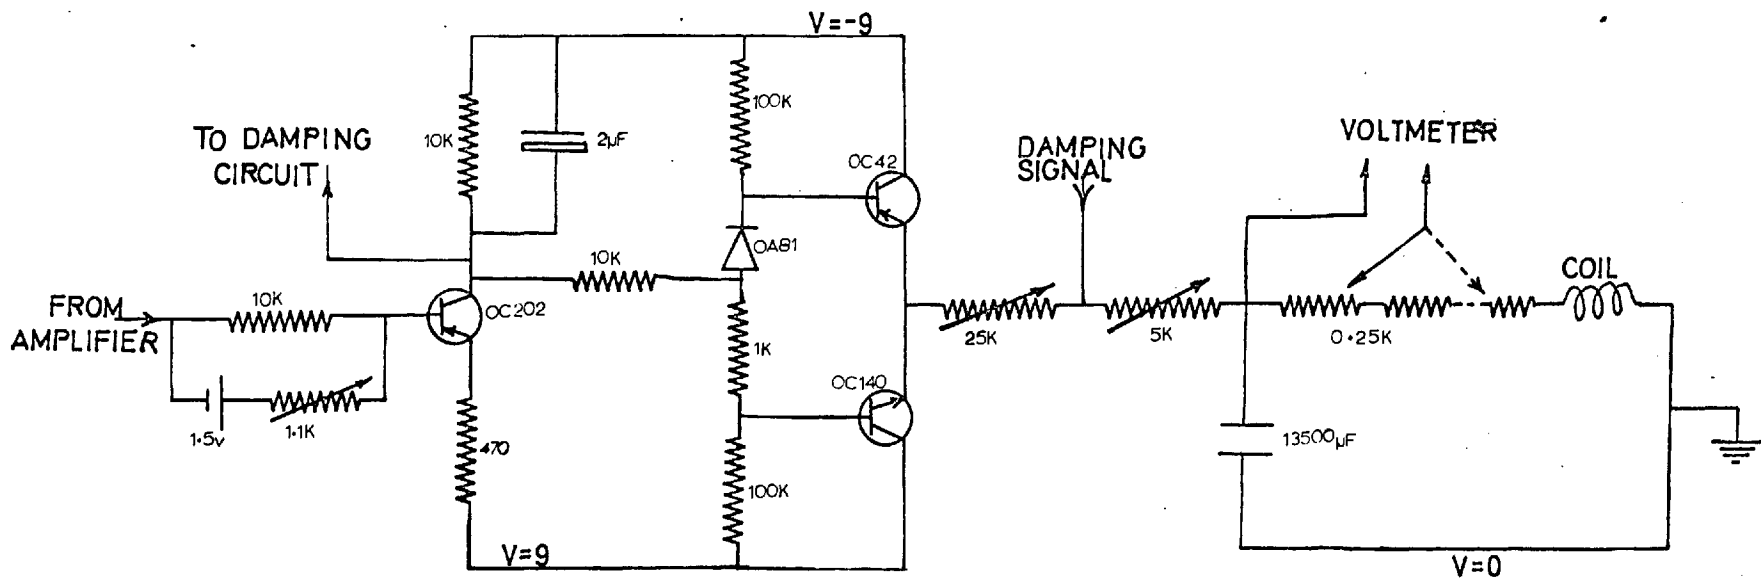 V=-9
100K
10K
2µF
TO DAMPING
CIRCUIT
OC42
DAMPING
SIGNAL
VOLTMETER
OA81
10K
FROM
AMPLIFIER
10K
OC202
COIL
25K
5K
0.25K
1K
OC140
1.5v
1.1K
470
13500µF
100K
V=9
V=0